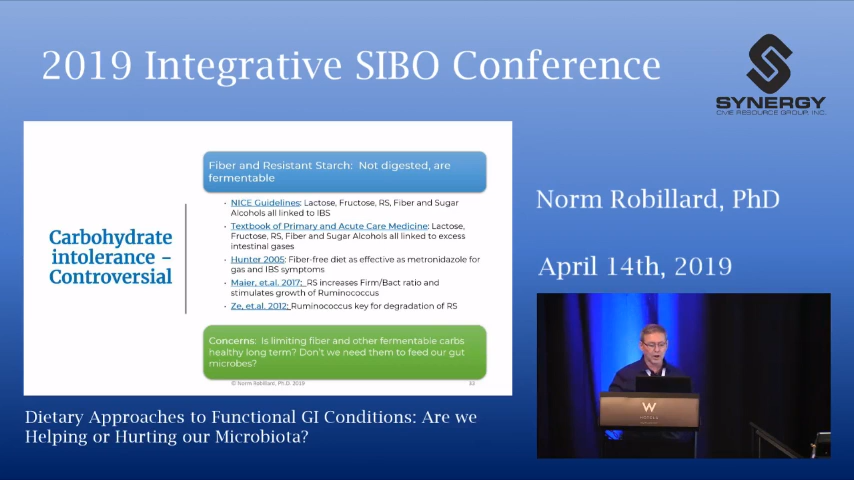 2019 Integrative SIBO Conference
SYNERGY
CME RESOURCE GROUP, INC.
Fiber and Resistant Starch: Not digested, are
fermentable
Carbohydrate
intolerance –
Controversial
• NICE Guidelines: Lactose, Fructose, RS, Fiber and Sugar
Alcohols all linked to IBS
• Textbook of Primary and Acute Care Medicine: Lactose,
Fructose, RS, Fiber and Sugar Alcohols all linked to excess
intestinal gases
• Hunter 2005: Fiber-free diet as effective as metronidazole for
gas and IBS symptoms
• Maier, et.al. 2017; RS increases Firm/Bact ratio and
stimulates growth of Ruminococcus
• Ze, et.al. 2012; Ruminococcus key for degradation of RS
Concerns: Is limiting fiber and other fermentable carbs
healthy long term? Don't we need them to feed our gut
microbes?
© Norm Robillard, Ph.D. 2019
33
Norm Robillard, PhD
April 14th, 2019
W
HOTELS
Dietary Approaches to Functional GI Conditions: Are we
Helping or Hurting our Microbiota?